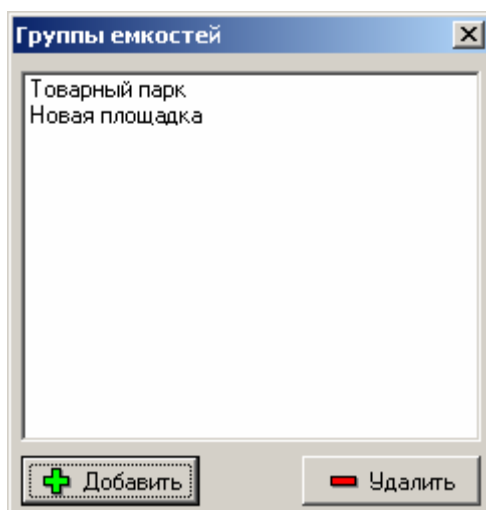 Группы емкостей
Товарный парк
Новая площадка
Добавить
Удалить